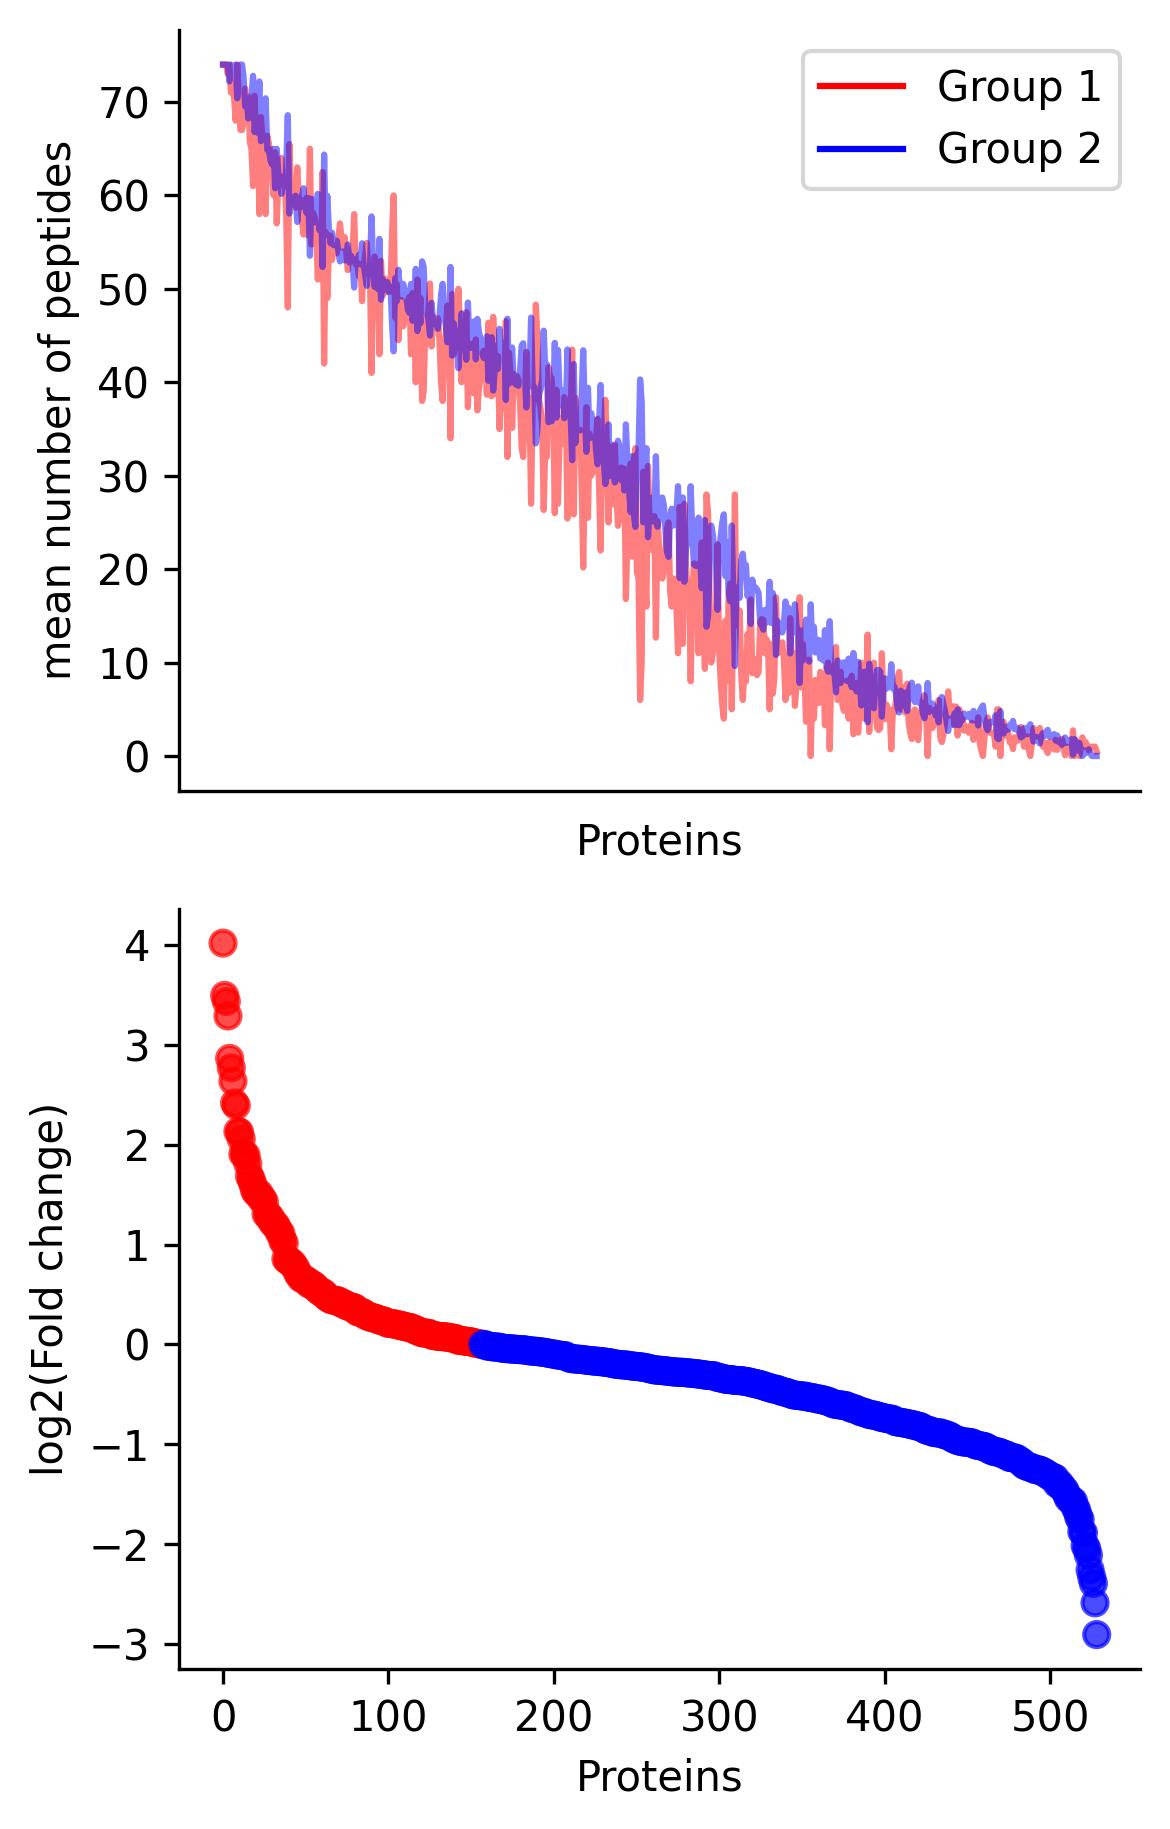 70
60
50
40
30
20
10
0
mean number of peptides
Group 1
Group 2
Proteins
4
3
2
1
0
−1
−2
−3
log2(Fold change)
0 100 200 300 400 500
Proteins